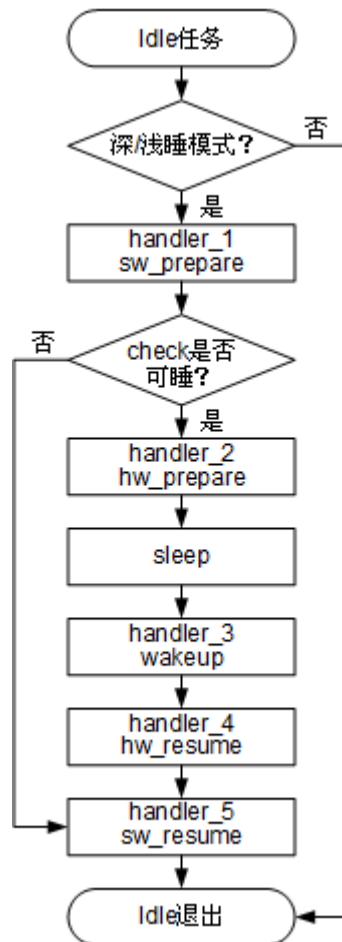 Idle任务
深/浅睡模式？
否
是
handler_1
sw_prepare
否
check是否
可睡？
是
handler_2
hw_prepare
sleep
handler_3
wakeup
handler_4
hw_resume
handler_5
sw_resume
Idle退出